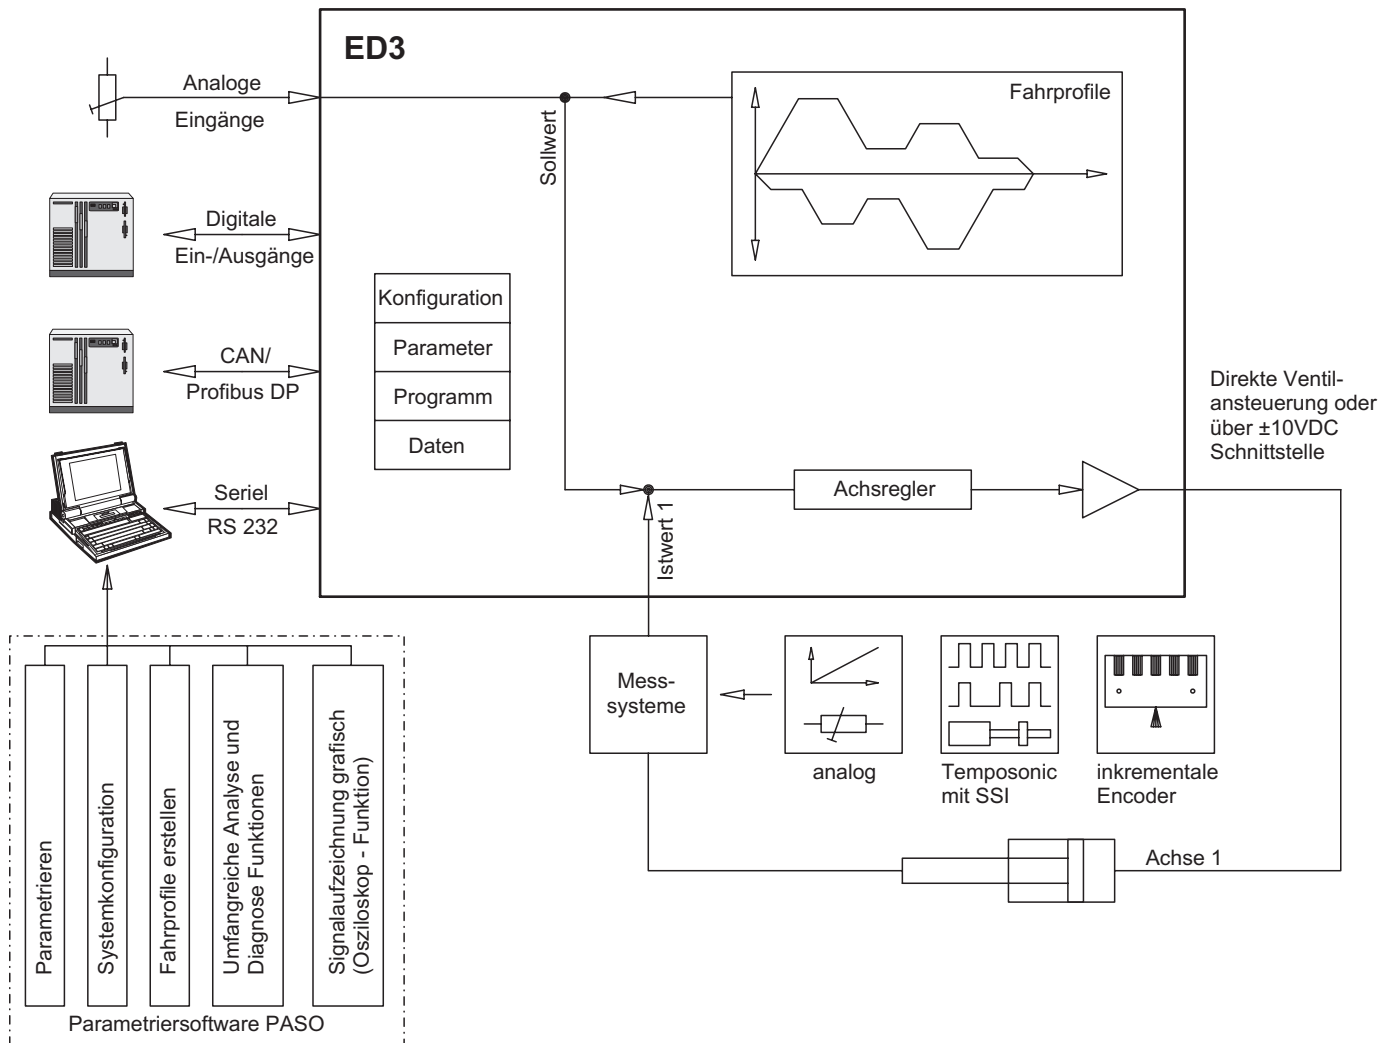 ED3
Analoge
Eingänge
Sollwert
Fahrprofile
Digitale
Ein-/Ausgänge
Konfiguration
Parameter
Programm
Daten
CAN/
Profibus DP
Seriel
RS 232
Istwert 1
Achsregler
Direkte Ventil-
ansteuerung oder
über ±10VDC
Schnittstelle
Mess-
systeme
analog
Temposonic
mit SSI
inkrementale
Encoder
Achse 1
Parametrieren
Systemkonfiguration
Fahrprofile erstellen
Umfangreiche Analyse und
Diagnose Funktionen
Signalaufzeichnung grafisch
(Osziloskop - Funktion)
Parametriersoftware PASO